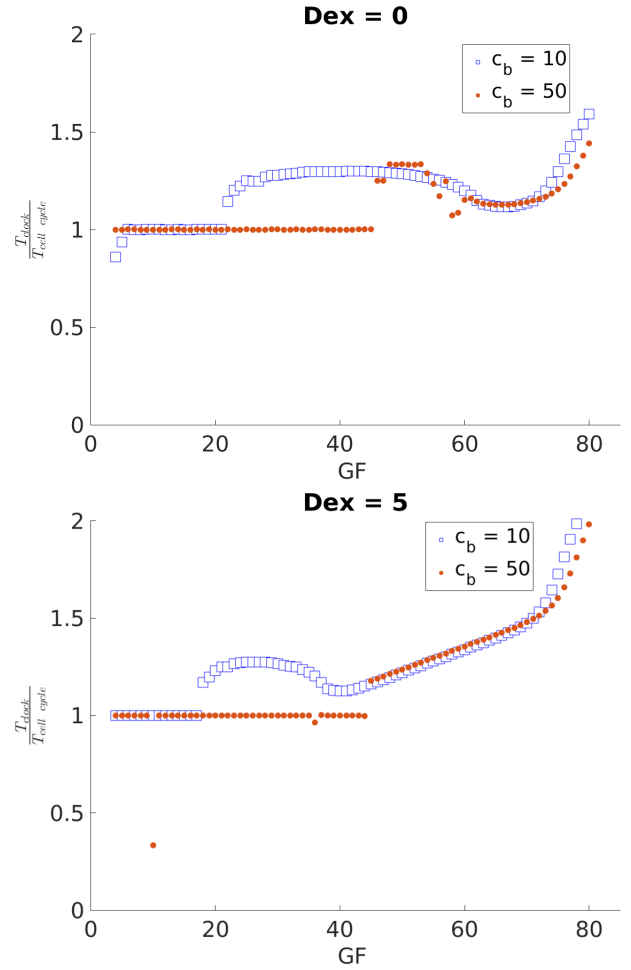 Dex = 0
2
1.5
1
0.5
0
c_b = 10
c_b = 50
T_clock
T_cell cycle
0 20 40 60 80
GF
Dex = 5
2
1.5
1
0.5
0
c_b = 10
c_b = 50
T_clock
T_cell cycle
0 20 40 60 80
GF